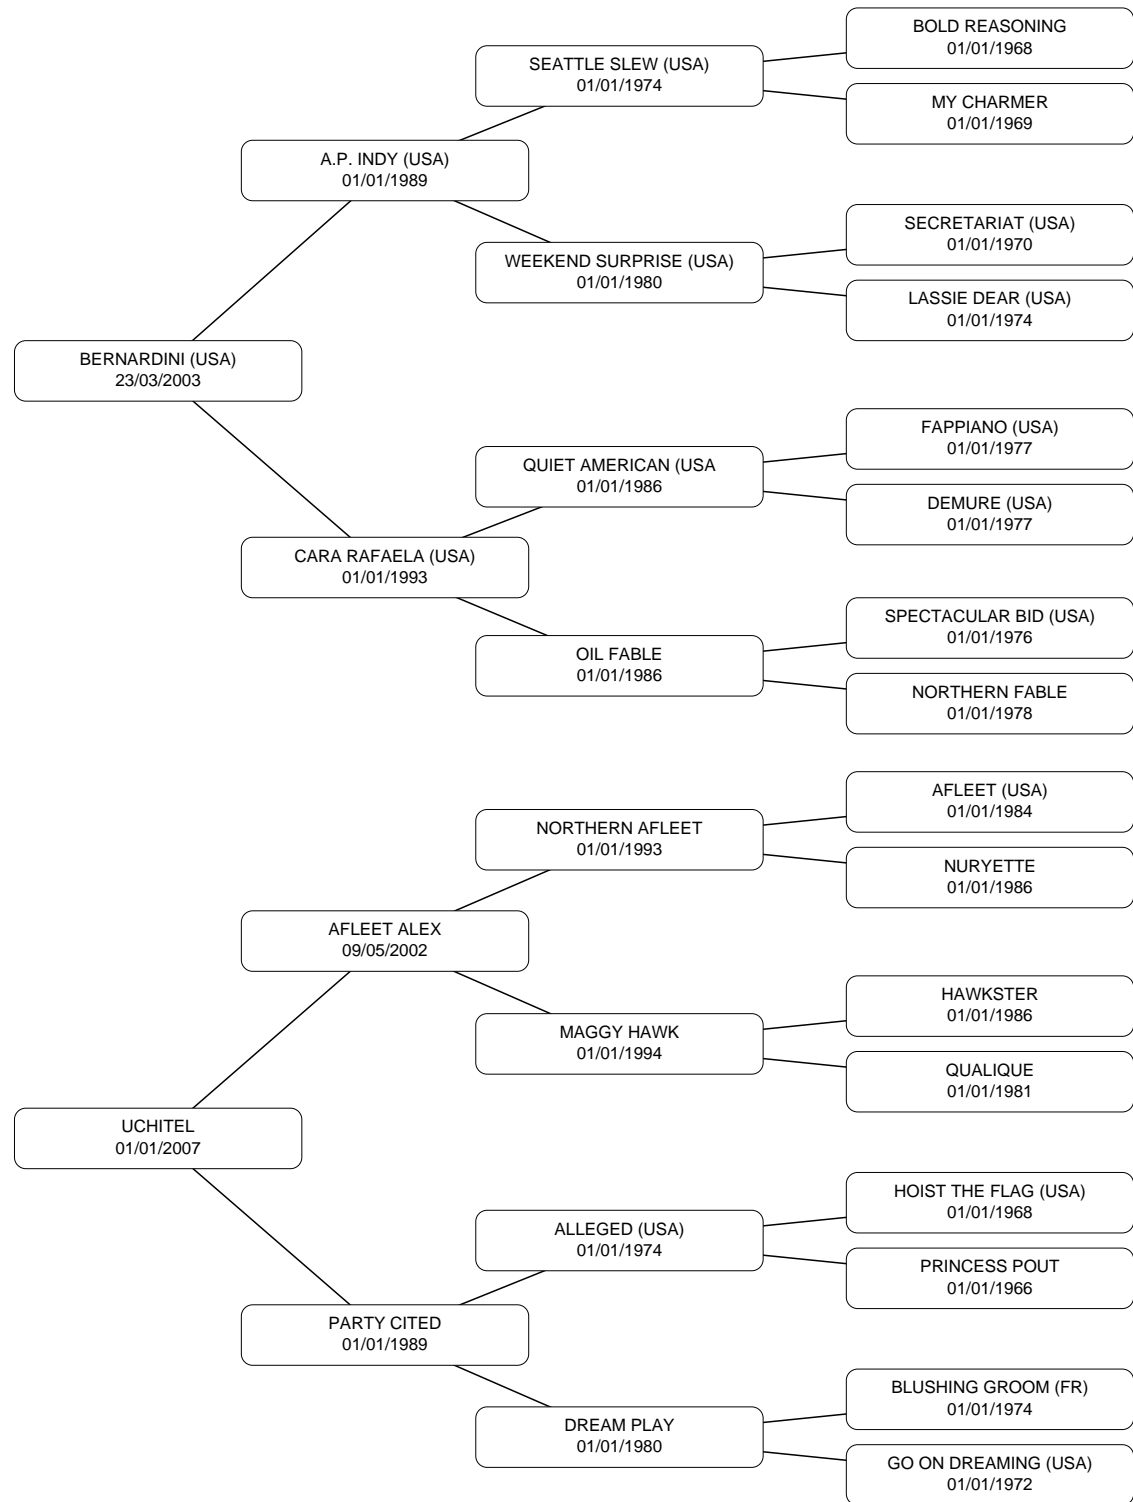 BOLD REASONING
01/01/1968
SEATTLE SLEW (USA)
01/01/1974
MY CHARMER
01/01/1969
A.P. INDY (USA)
01/01/1989
SECRETARIAT (USA)
01/01/1970
WEEKEND SURPRISE (USA)
01/01/1980
LASSIE DEAR (USA)
01/01/1974
BERNARDINI (USA)
23/03/2003
FAPPIANO (USA)
01/01/1977
QUIET AMERICAN (USA
01/01/1986
DEMURE (USA)
01/01/1977
CARA RAFAELA (USA)
01/01/1993
SPECTACULAR BID (USA)
01/01/1976
OIL FABLE
01/01/1986
NORTHERN FABLE
01/01/1978
AFLEET (USA)
01/01/1984
NORTHERN AFLEET
01/01/1993
NURYETTE
01/01/1986
AFLEET ALEX
09/05/2002
HAWKSTER
01/01/1986
MAGGY HAWK
01/01/1994
QUALIQUE
01/01/1981
UCHITEL
01/01/2007
HOIST THE FLAG (USA)
01/01/1968
ALLEGED (USA)
01/01/1974
PRINCESS POUT
01/01/1966
PARTY CITED
01/01/1989
BLUSHING GROOM (FR)
01/01/1974
DREAM PLAY
01/01/1980
GO ON DREAMING (USA)
01/01/1972